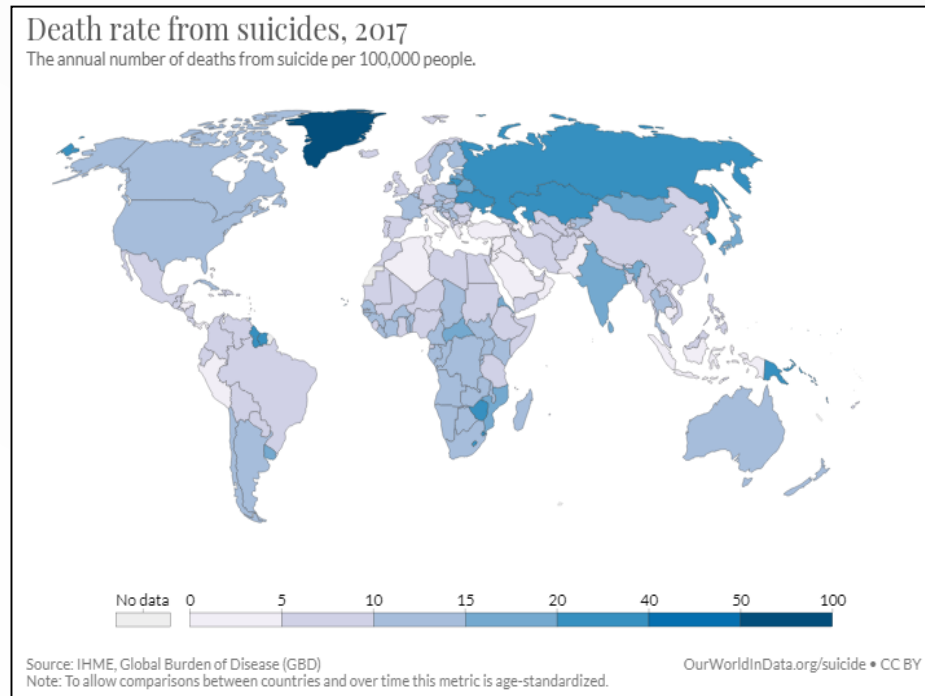 Death rate from suicides, 2017
The annual number of deaths from suicide per 100,000 people.
No data 0 5 10 15 20 40 50 100
Source: IHME, Global Burden of Disease (GBD) OurWorldInData.org/suicide • CC BY
Note: To allow comparisons between countries and over time this metric is age-standardized.